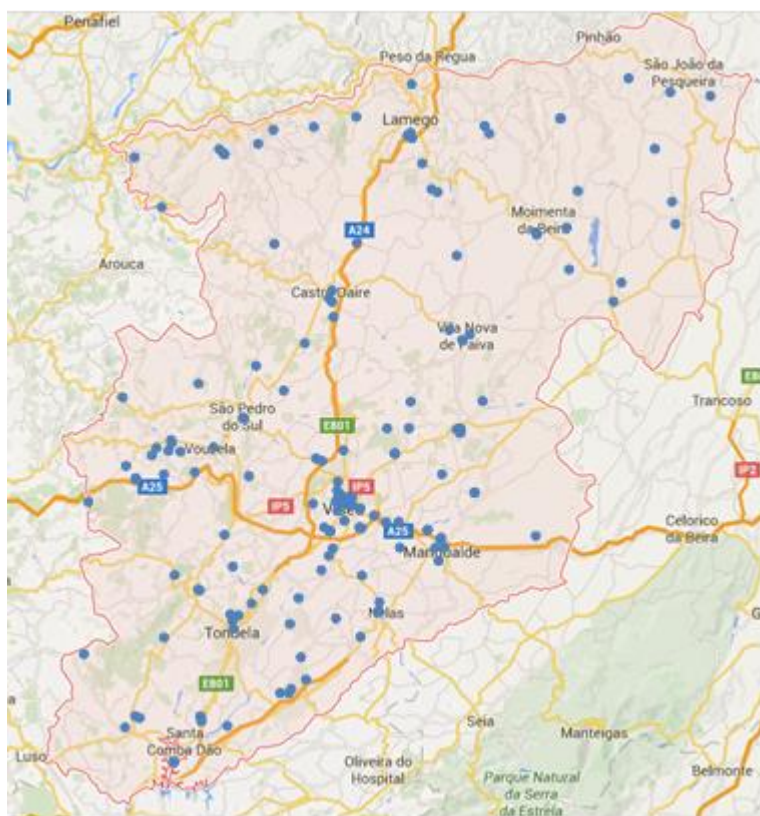 Penafiel
Pinhão
Peso da Régua
São João da
Pesqueira
Lamego
Moimenta
da Beira
A24
Arouca
Castro Daire
Vila Nova
de Paiva
Trancoso
São Pedro
do Sul
E801
Vouzela
IP2
A25
IP5
IP5
Viseu
A25
Celorico
da Beira
Mangualde
Nelas
Tondela
E801
Seia
Manteigas
Santa
Comba Dão
Luso
Oliveira do
Hospital
Parque Natural
da Serra
da Estrela
Belmonte